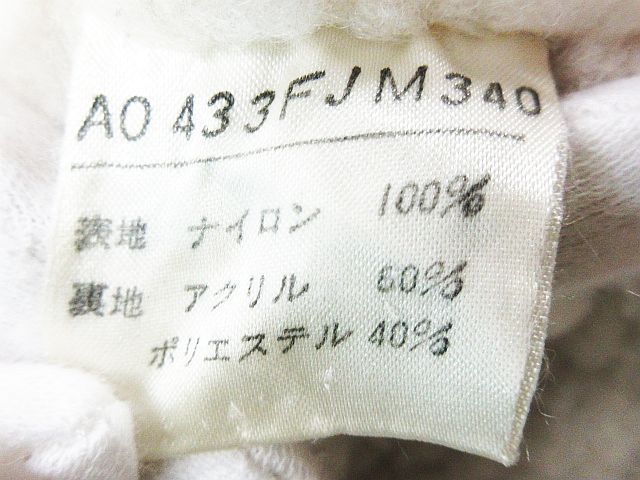 A0 433FJM340
表地 ナイロン 100%
裏地 アクリル 60%
ポリエステル 40%